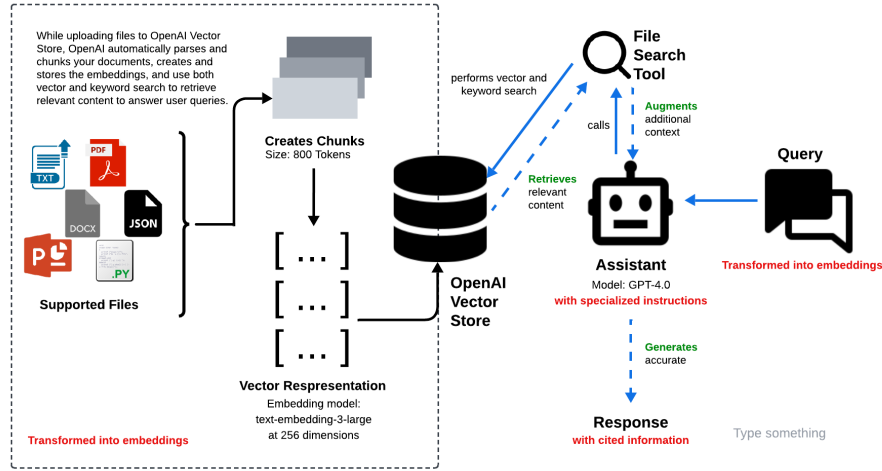 While uploading files to OpenAI Vector
Store, OpenAI automatically parses and
chunks your documents, creates and
stores the embeddings, and use both
vector and keyword search to retrieve
relevant content to answer user queries.
TXT
PDF
DOCX
JSON
P
.PY
Supported Files
Transformed into embeddings
Creates Chunks
Size: 800 Tokens
[ ... ]
[ ... ]
[ ... ]
Vector Respresentation
Embedding model:
text-embedding-3-large
at 256 dimensions
OpenAI
Vector
Store
performs vector and
keyword search
Retrieves
relevant
content
File
Search
Tool
calls
Augments
additional
context
Query
Transformed into embeddings
Assistant
Model: GPT-4.0
with specialized instructions
Generates
accurate
Response
with cited information
Type something